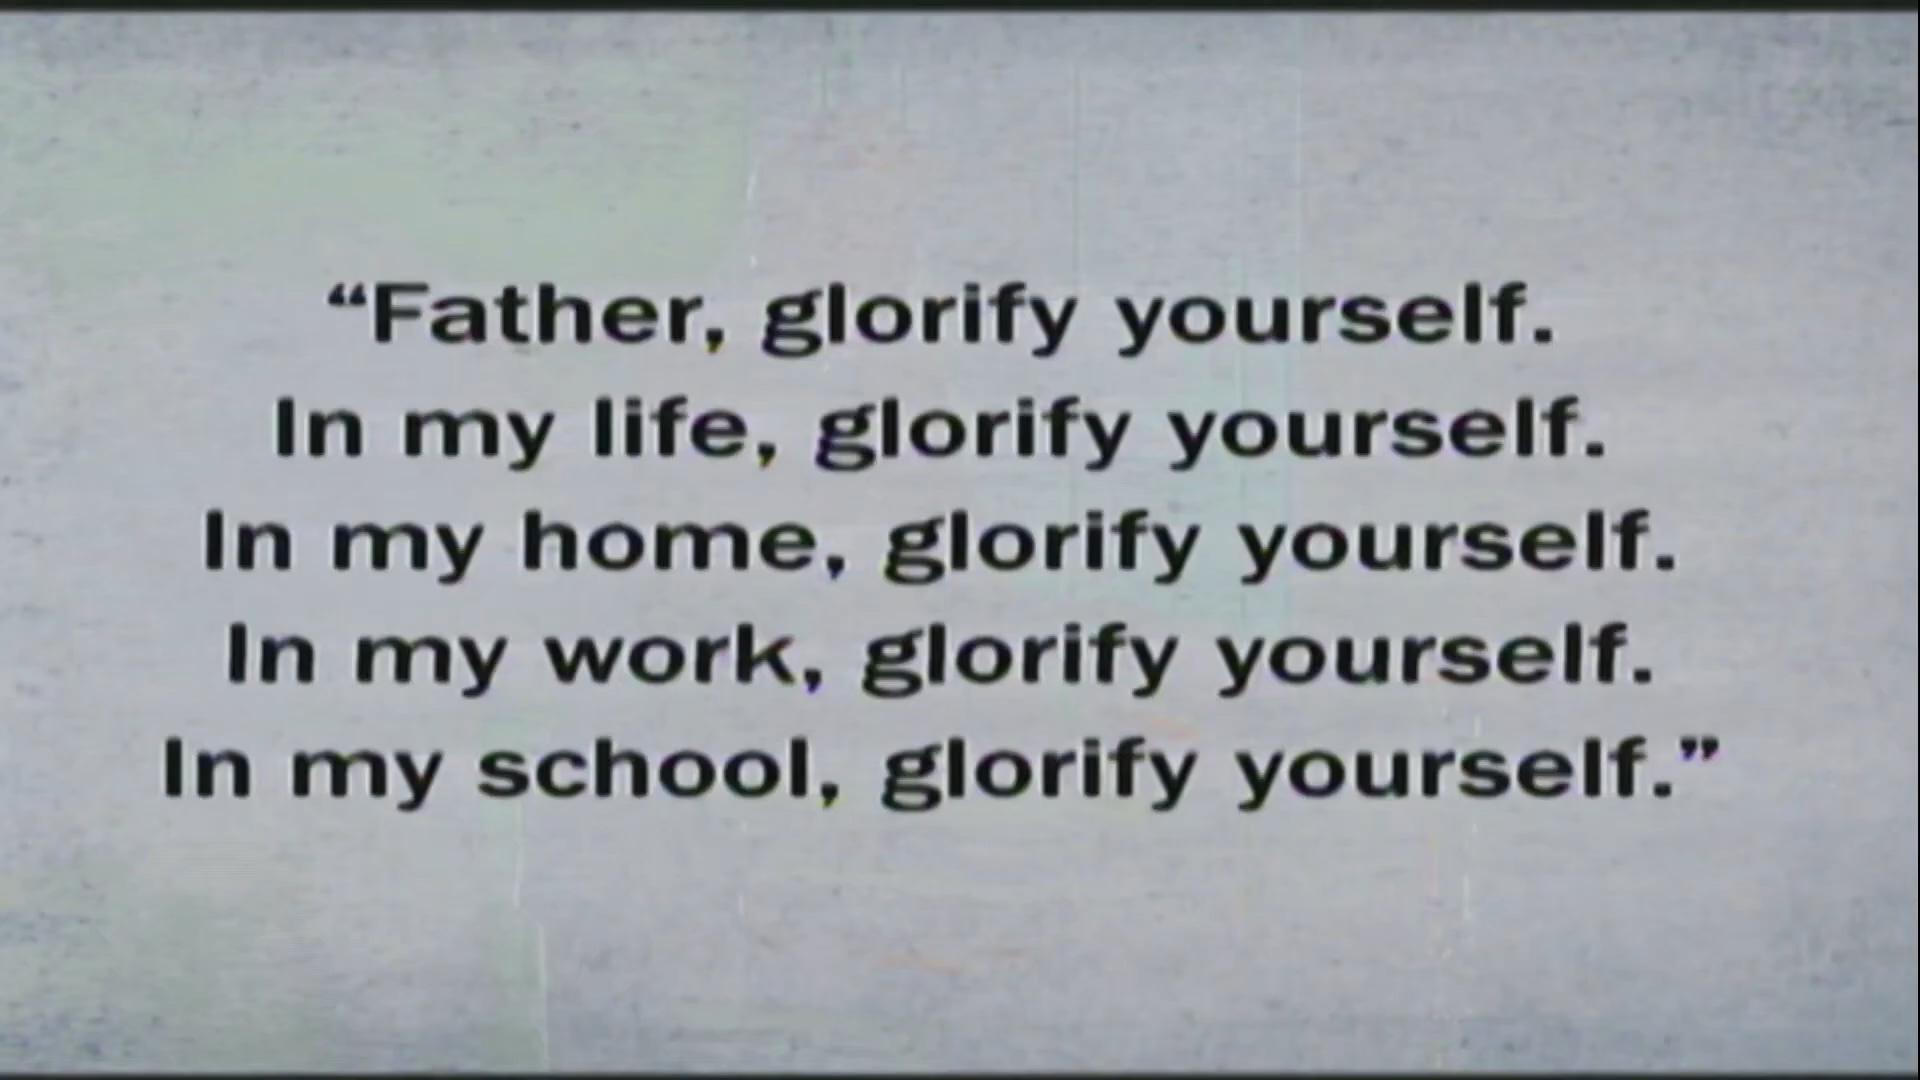 “Father, glorify yourself.
In my life, glorify yourself.
In my home, glorify yourself.
In my work, glorify yourself.
In my school, glorify yourself.”